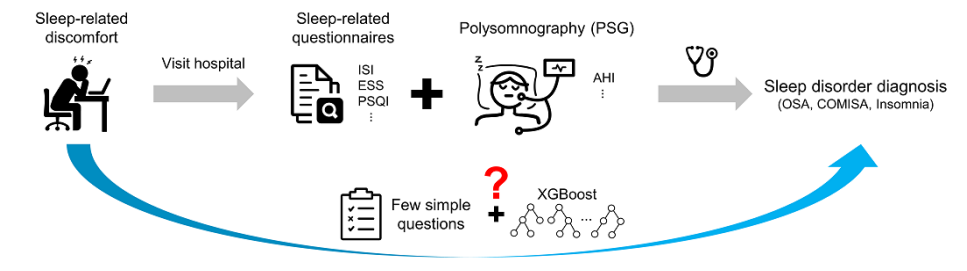 Sleep-related
discomfort
Visit hospital
Sleep-related
questionnaires
ISI
ESS
PSQI
⋮
Polysomnography (PSG)
z
z
AHI
⋮
Sleep disorder diagnosis
(OSA, COMISA, Insomnia)
Few simple
questions
?
+
XGBoost
...